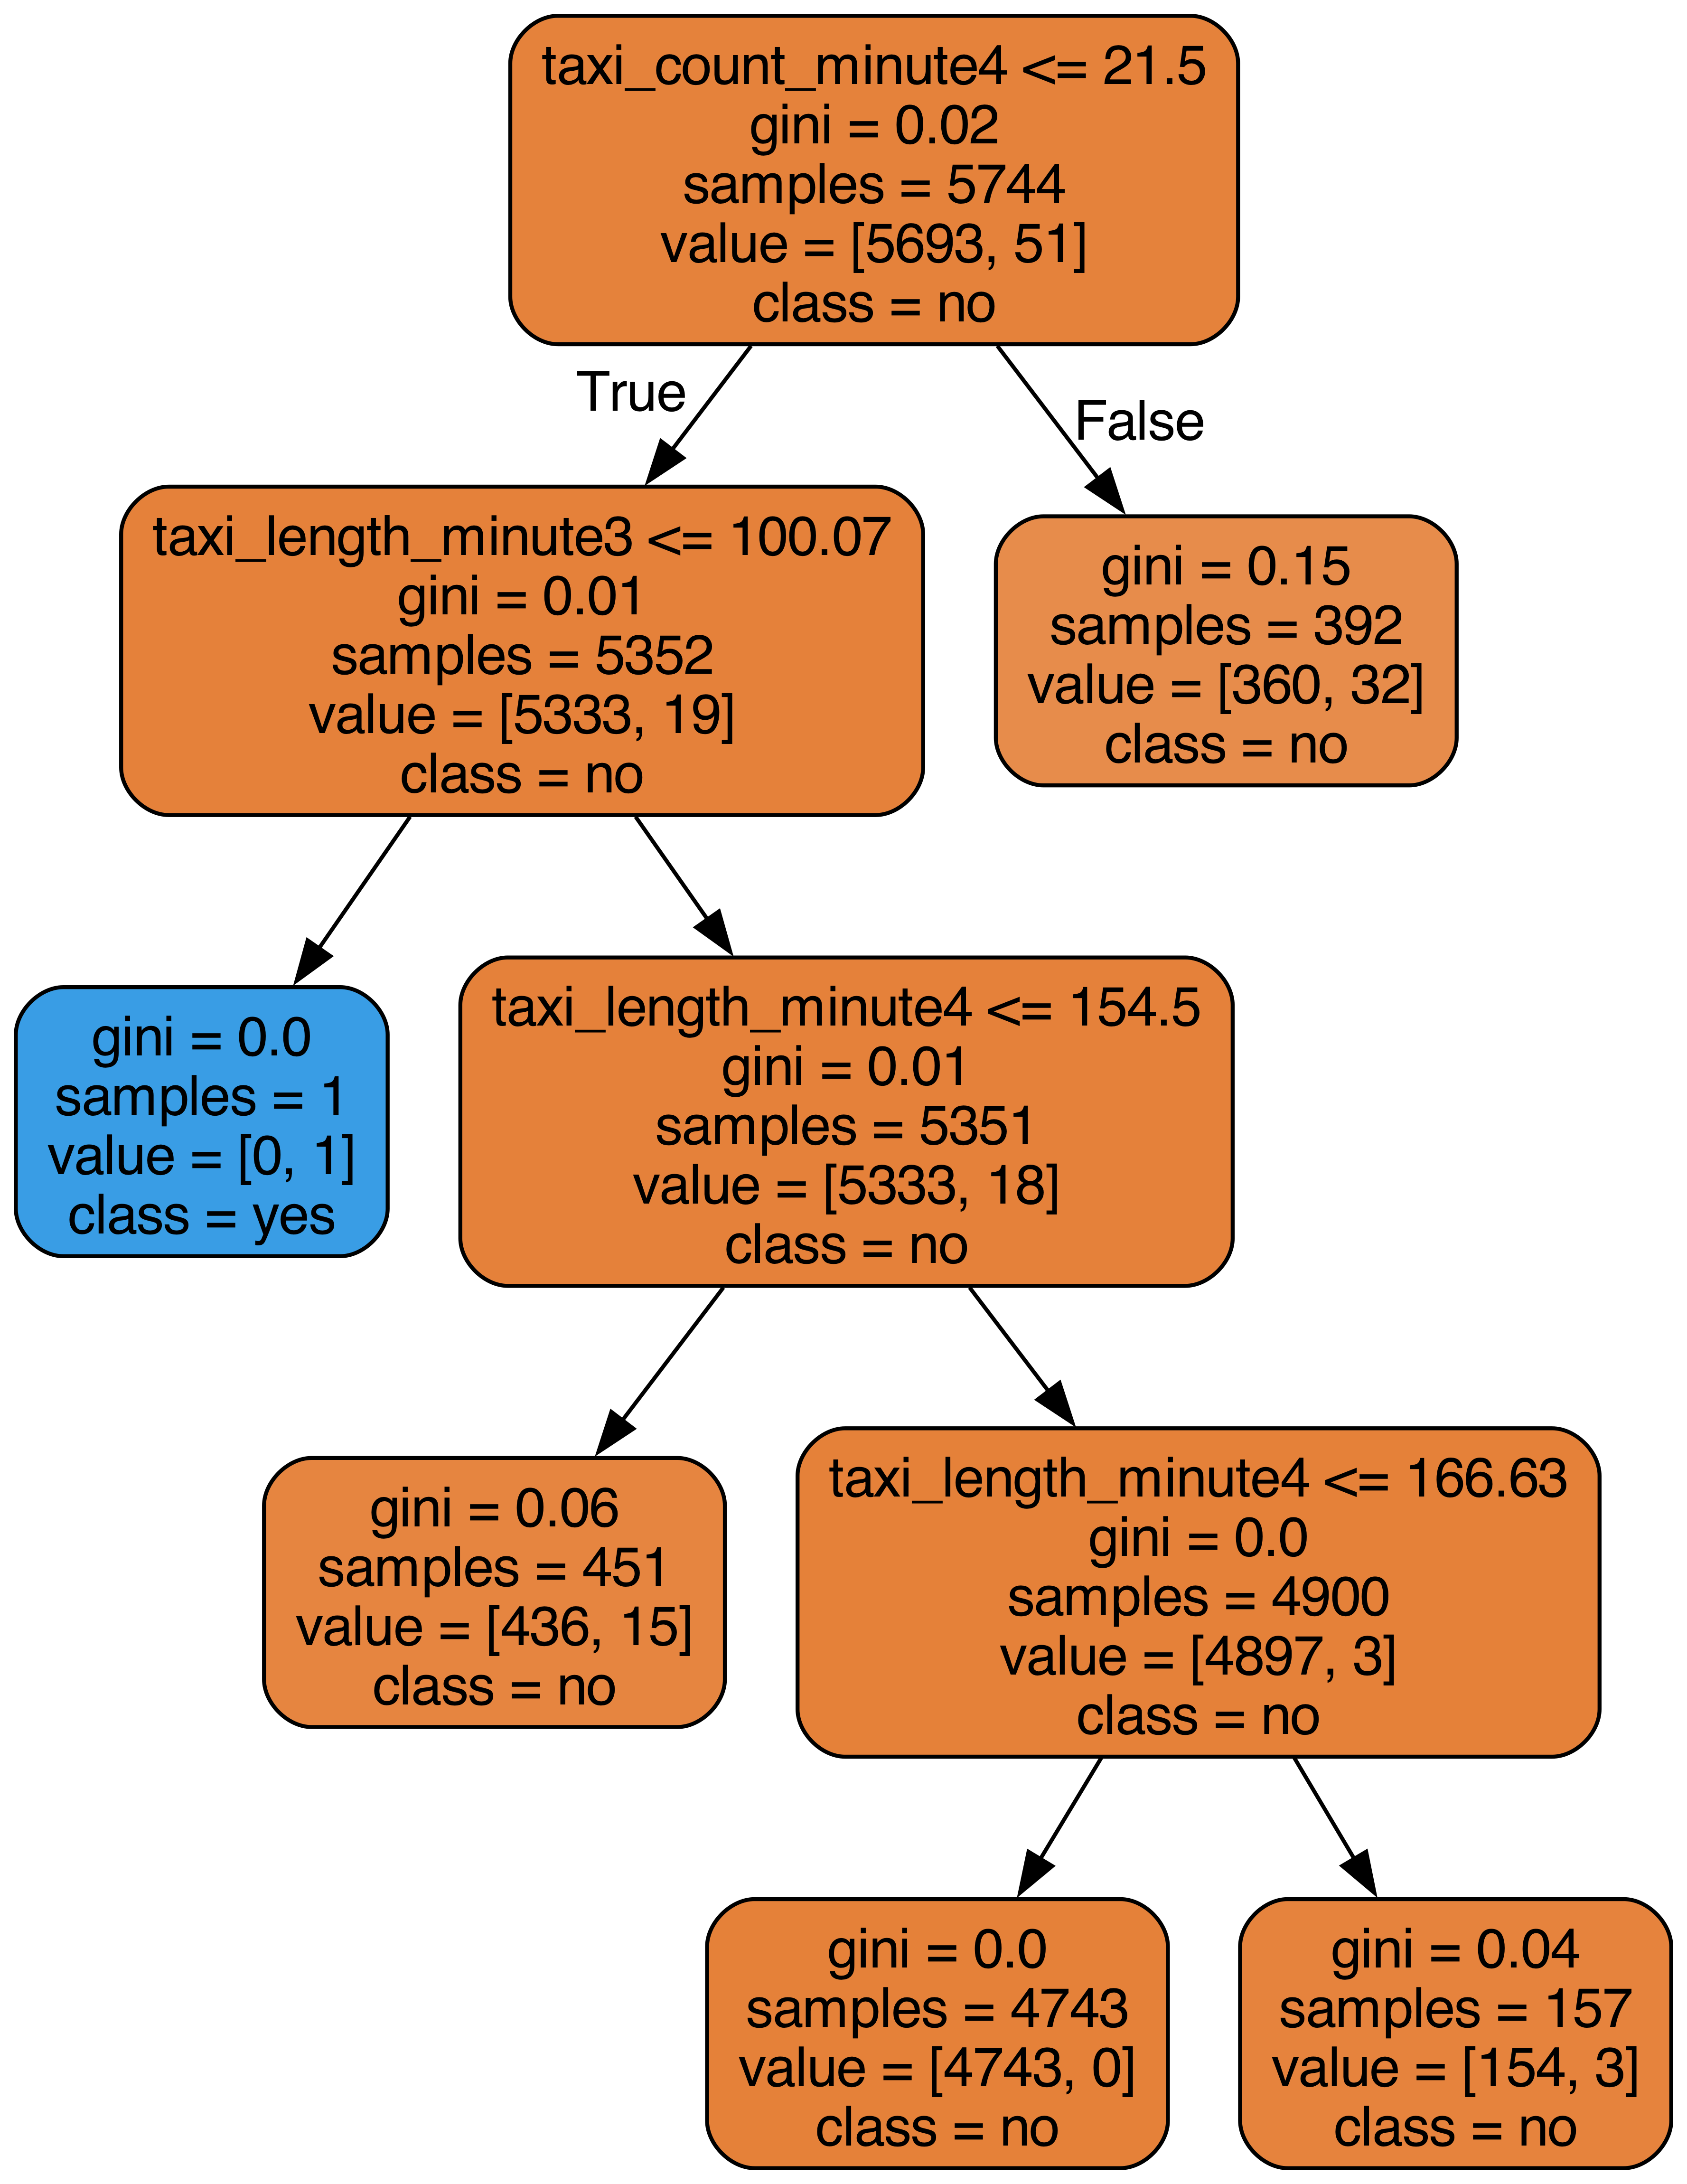 taxi_count_minute4 <= 21.5
gini = 0.02
samples = 5744
value = [5693, 51]
class = no
True
False
taxi_length_minute3 <= 100.07
gini = 0.01
samples = 5352
value = [5333, 19]
class = no
gini = 0.15
samples = 392
value = [360, 32]
class = no
gini = 0.0
samples = 1
value = [0, 1]
class = yes
taxi_length_minute4 <= 154.5
gini = 0.01
samples = 5351
value = [5333, 18]
class = no
gini = 0.06
samples = 451
value = [436, 15]
class = no
taxi_length_minute4 <= 166.63
gini = 0.0
samples = 4900
value = [4897, 3]
class = no
gini = 0.0
samples = 4743
value = [4743, 0]
class = no
gini = 0.04
samples = 157
value = [154, 3]
class = no